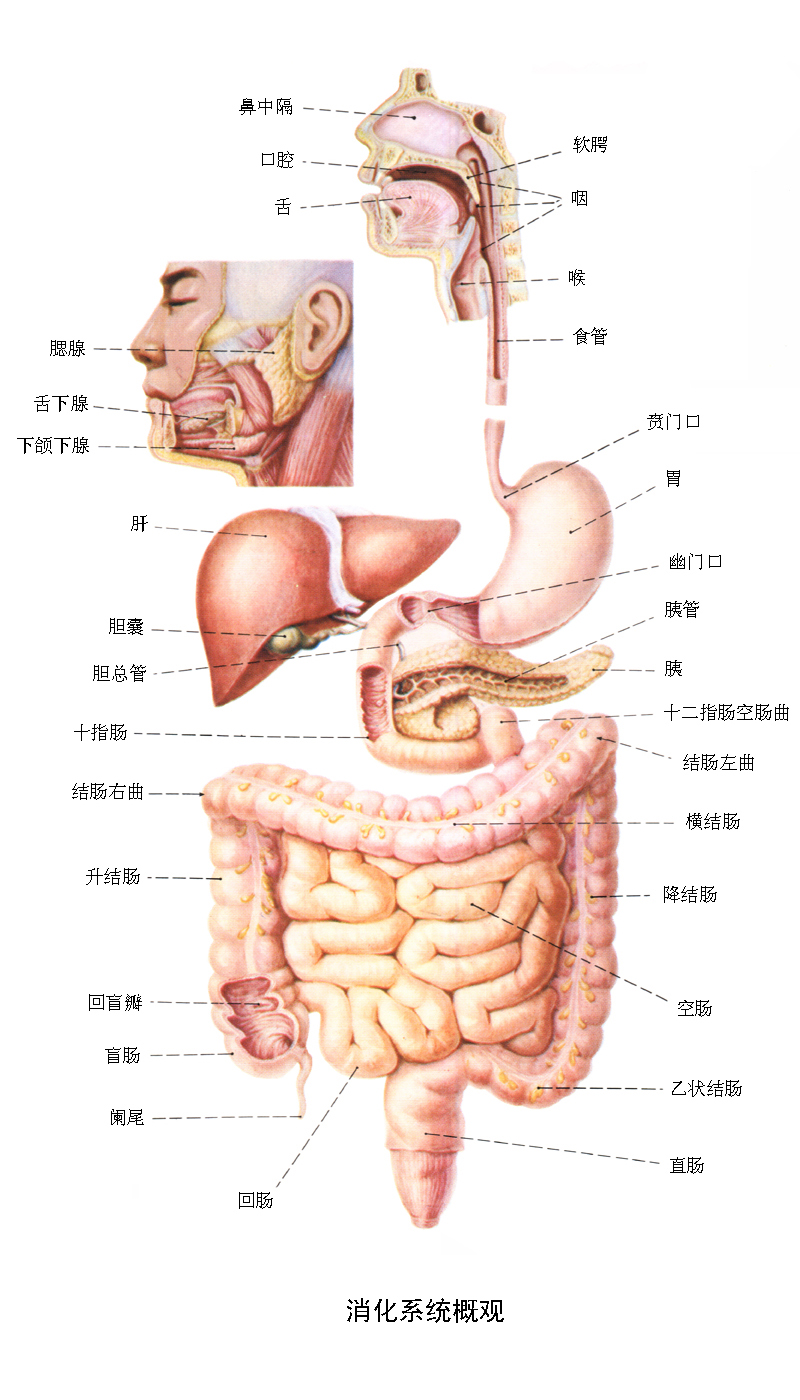 鼻中隔
口腔
舌
软腭
咽
喉
食管
腮腺
舌下腺
下颌下腺
贲门口
胃
肝
幽门口
胰管
胆囊
胰
胆总管
十二指肠空肠曲
十指肠
结肠左曲
结肠右曲
横结肠
升结肠
降结肠
回盲瓣
空肠
盲肠
乙状结肠
阑尾
直肠
回肠
消化系统概观